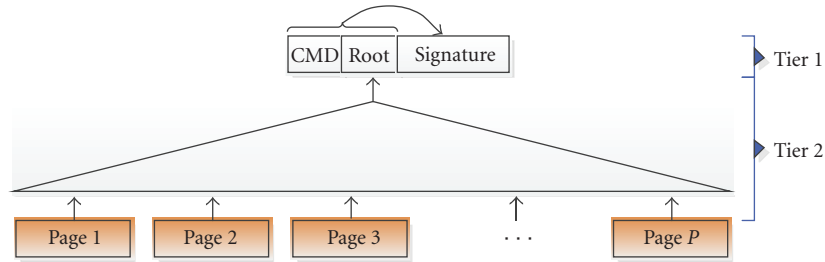 CMD Root Signature
Tier 1
Tier 2
Page 1 Page 2 Page 3 . . . Page P